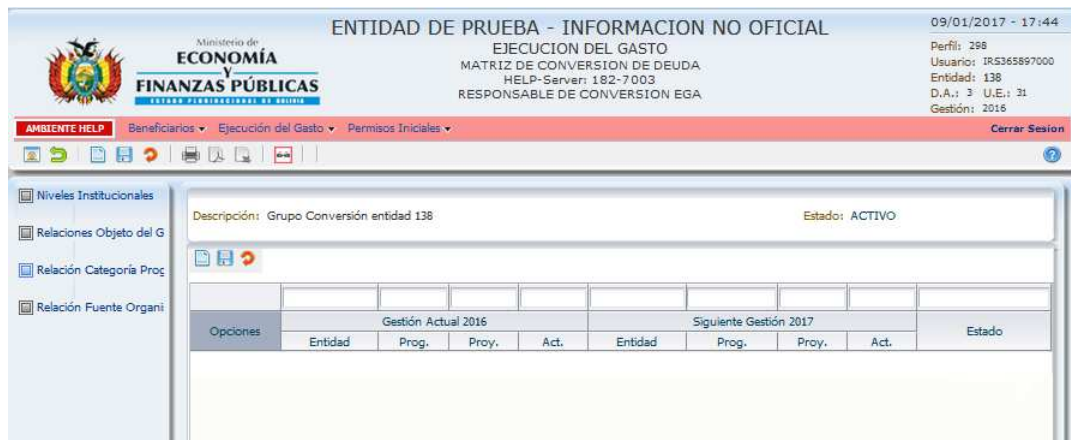 Ministerio de
ECONOMÍA
Y
FINANZAS PÚBLICAS
ESTADO PLURINACIONAL DE BOLIVIA
ENTIDAD DE PRUEBA - INFORMACION NO OFICIAL
EJECUCION DEL GASTO
MATRIZ DE CONVERSION DE DEUDA
HELP-Server: 182-7003
RESPONSABLE DE CONVERSION EGA
09/01/2017 - 17:44
Perfil: 298
Usuario: IRS365897000
Entidad: 138
D.A.: 3 U.E.: 31
Gestión: 2016
AMBIENTE HELP Beneficiarios Ejecución del Gasto Permisos Iniciales Cerrar Sesion
Niveles Institucionales
Relaciones Objeto del G
Relación Categoría Prog
Relación Fuente Organi
Descripción: Grupo Conversión entidad 138 Estado: ACTIVO
Opciones Gestión Actual 2016 Siguiente Gestión 2017 Estado
Entidad Prog. Proy. Act. Entidad Prog. Proy. Act.